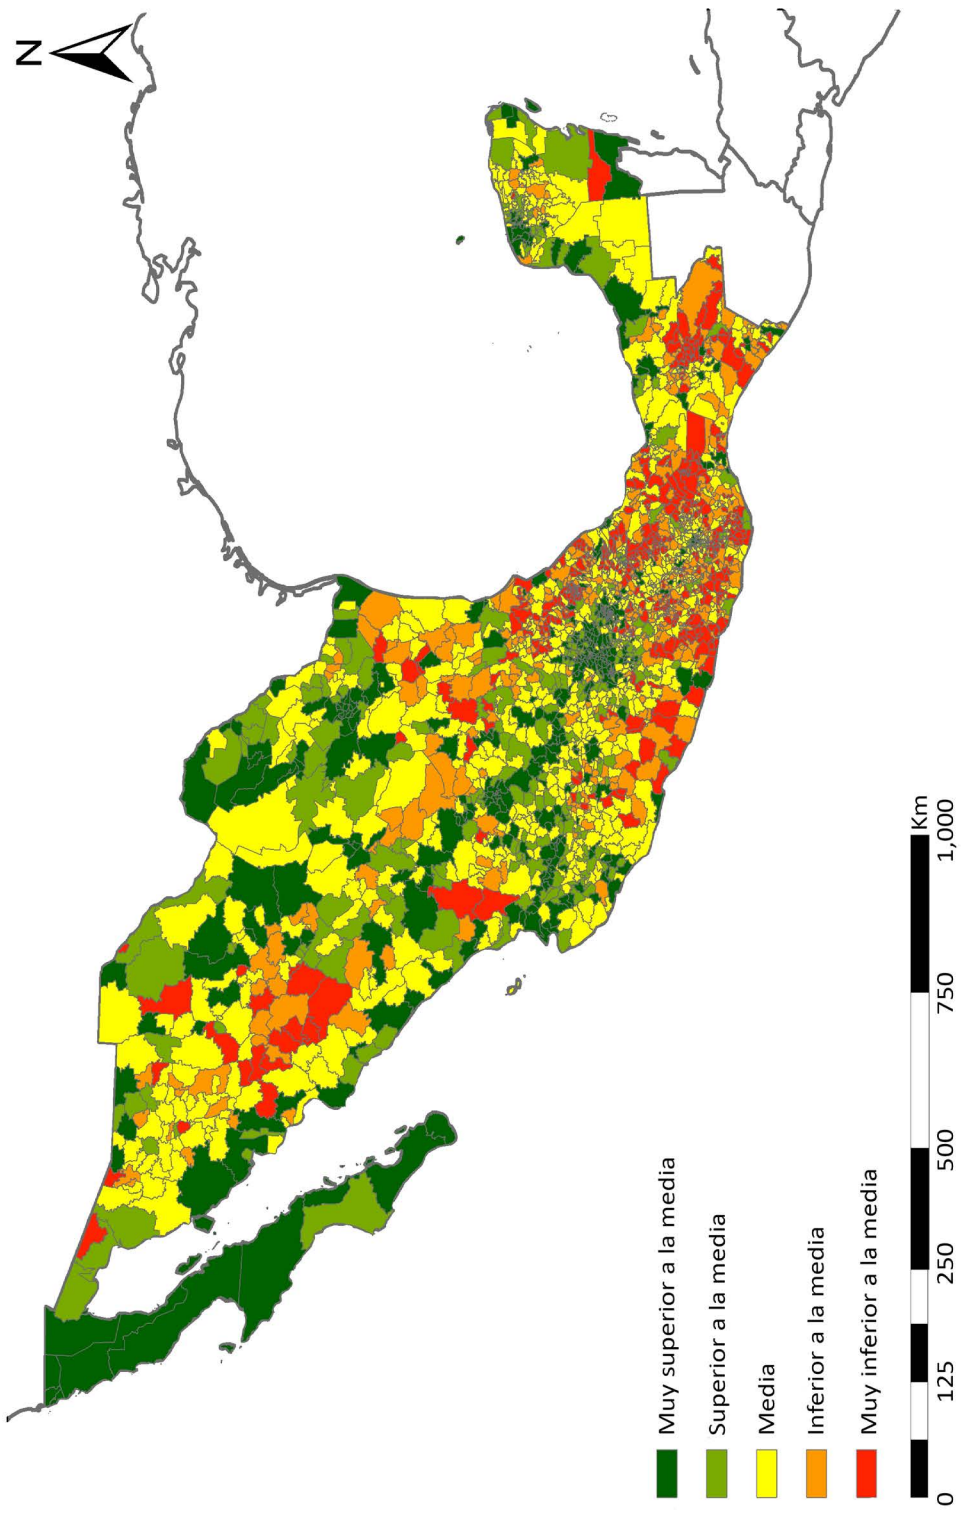 N
Muy superior a la media
Superior a la media
Media
Inferior a la media
Muy inferior a la media
Km
0 125 250 500 750 1,000